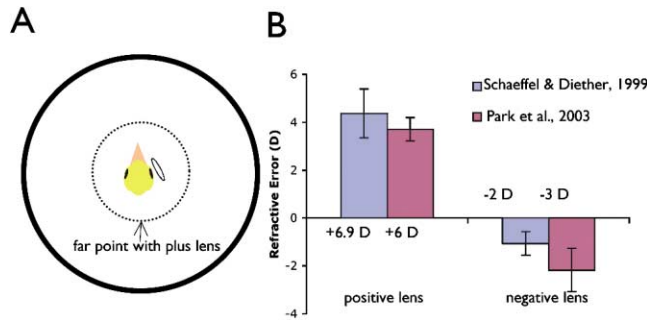 A
far point with plus lens
B
Refractive Error (D)
6
4
2
0
-2
-4
Schaeffel & Diether, 1999
Park et al., 2003
-2 D
-3 D
+6.9 D
+6 D
positive lens
negative lens